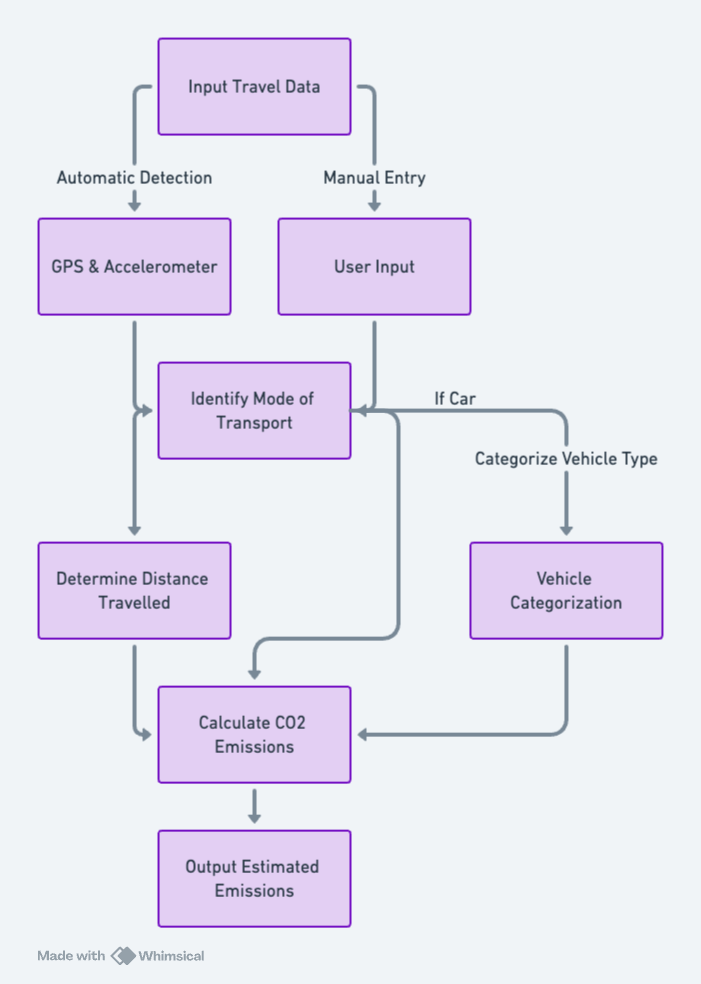 Input Travel Data
Automatic Detection
Manual Entry
GPS & Accelerometer
User Input
Identify Mode of
Transport
If Car
Categorize Vehicle Type
Determine Distance
Travelled
Vehicle
Categorization
Calculate CO2
Emissions
Output Estimated
Emissions
Made with Whimsical